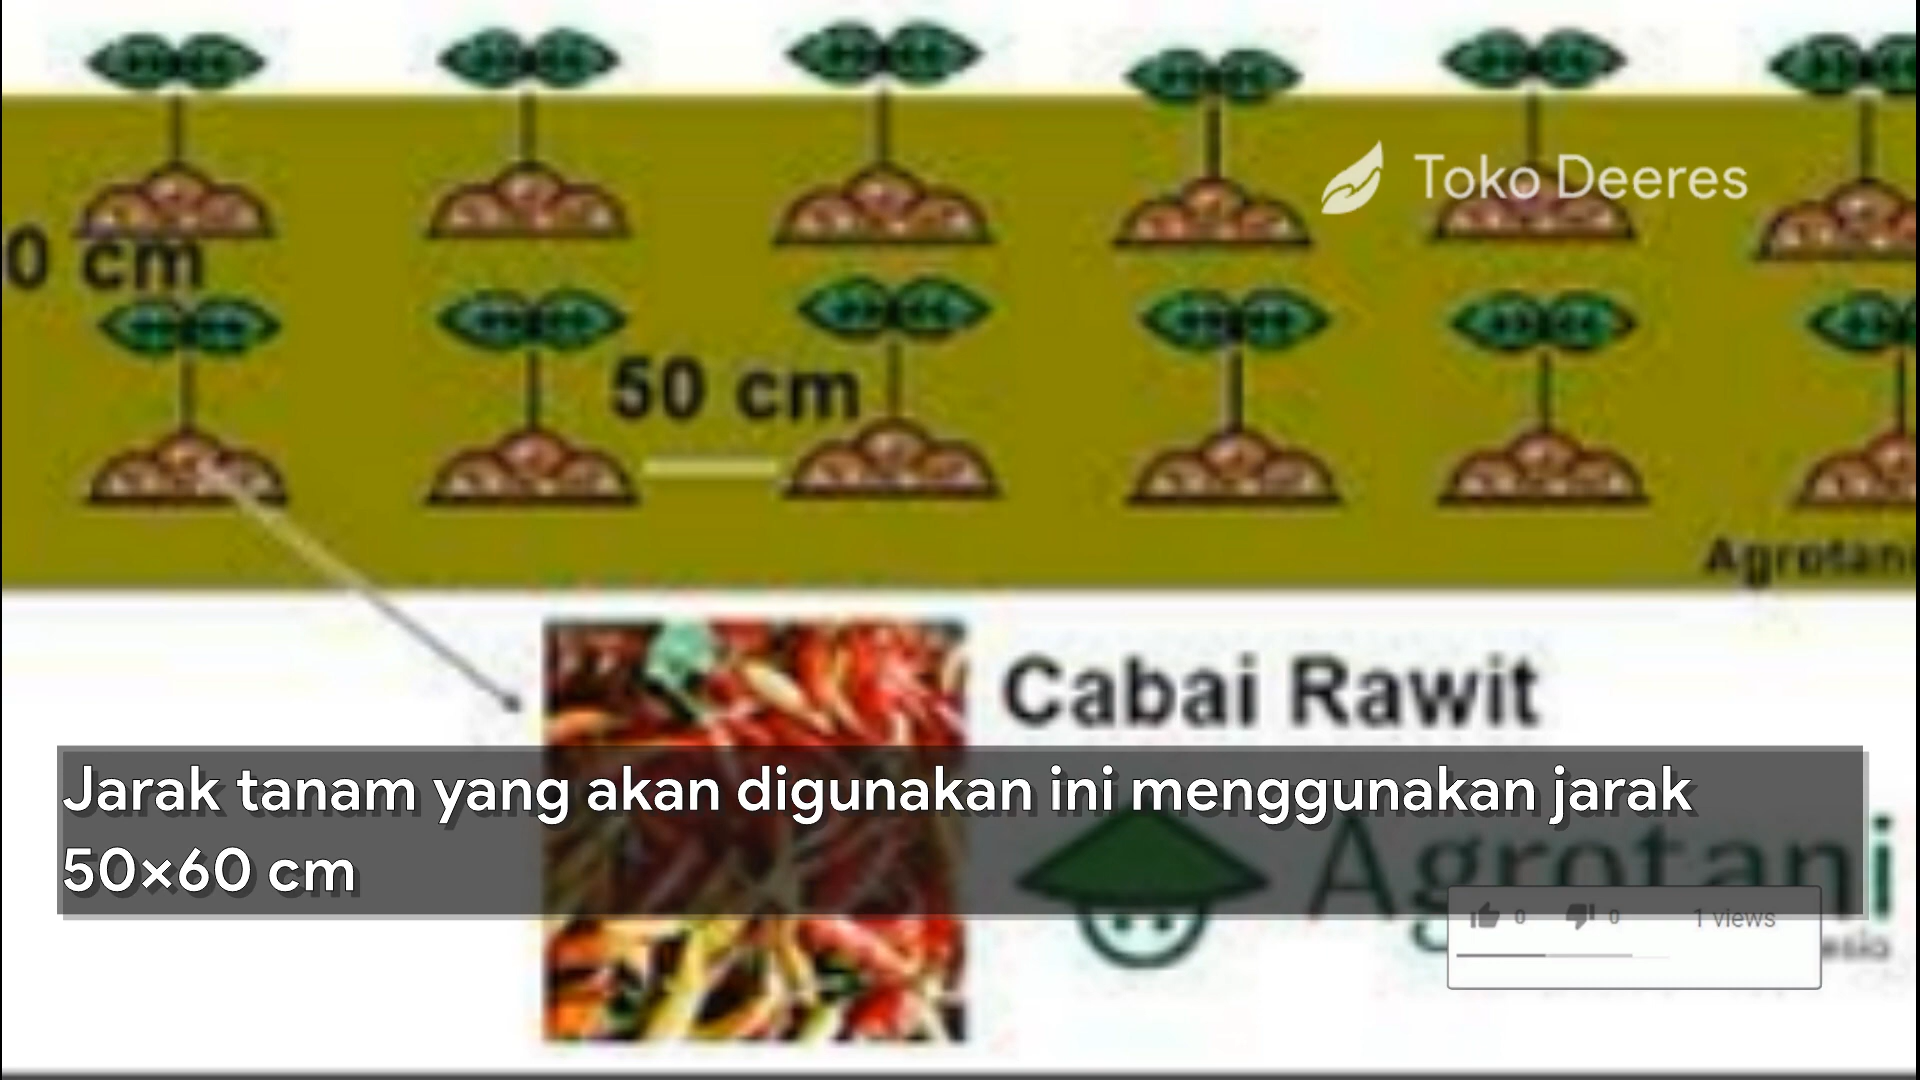 Toko Deeres
0 cm
50 cm
Agrotani
Cabai Rawit
Jarak tanam yang akan digunakan ini menggunakan jarak
50×60 cm
Agrotani
0 0 1 views